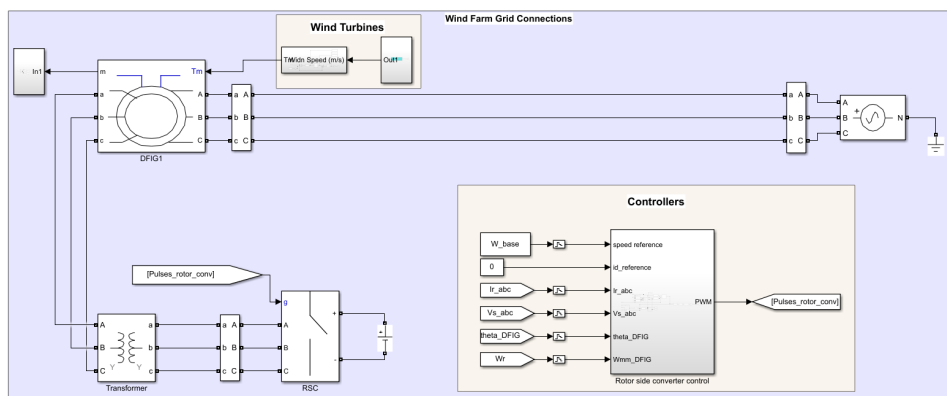 Wind Farm Grid Connections
Wind Turbines
In1
m
Tm
Tm
Widn Speed (m/s)
Out1
a
A
a A
a A
A
b
B
b B
b B
B
+
N
c
C
c C
c C
C
DFIG1
Controllers
W_base
speed reference
0
id_reference
[Pulses_rotor_conv]
Ir_abc
Ir_abc
g
PWM
[Pulses_rotor_conv]
Vs_abc
Vs_abc
A
a
a A
A
+
+
theta_DFIG
theta_DFIG
B
b
b B
B
Wr
Wmm_DFIG
C
Y
Y
c
c C
C
-
Transformer
RSC
Rotor side converter control